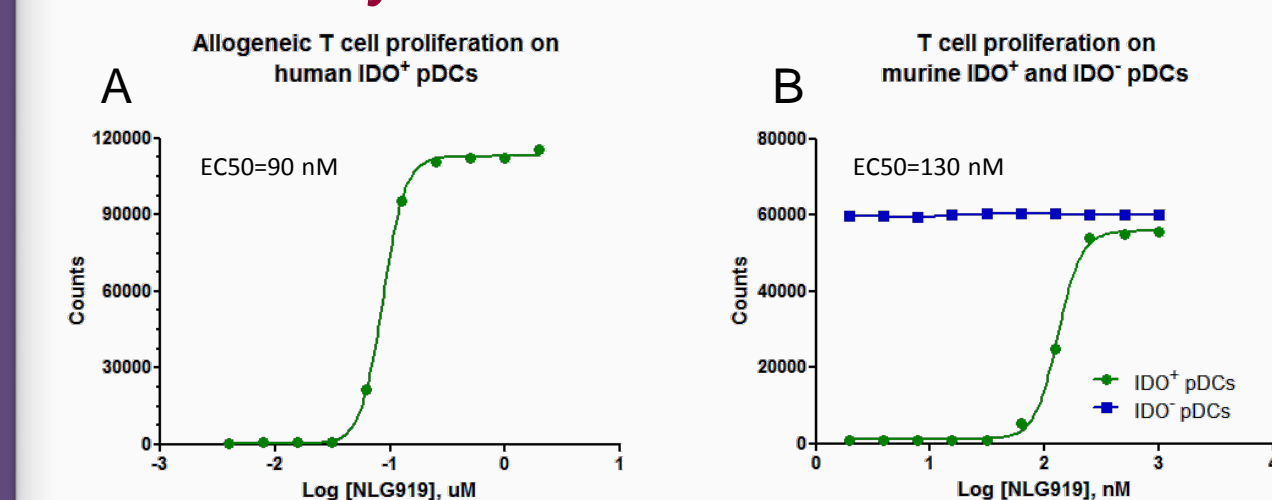 Allogeneic T cell proliferation on
human IDO⁺ pDCs
A
EC50=90 nM
120000
90000
60000
30000
0
Counts
-3 -2 -1 0 1
Log [NLG919], uM
T cell proliferation on
murine IDO⁺ and IDO⁻ pDCs
B
EC50=130 nM
80000
60000
40000
20000
0
Counts
IDO⁺ pDCs
IDO⁻ pDCs
0 1 2 3 4
Log [NLG919], nM